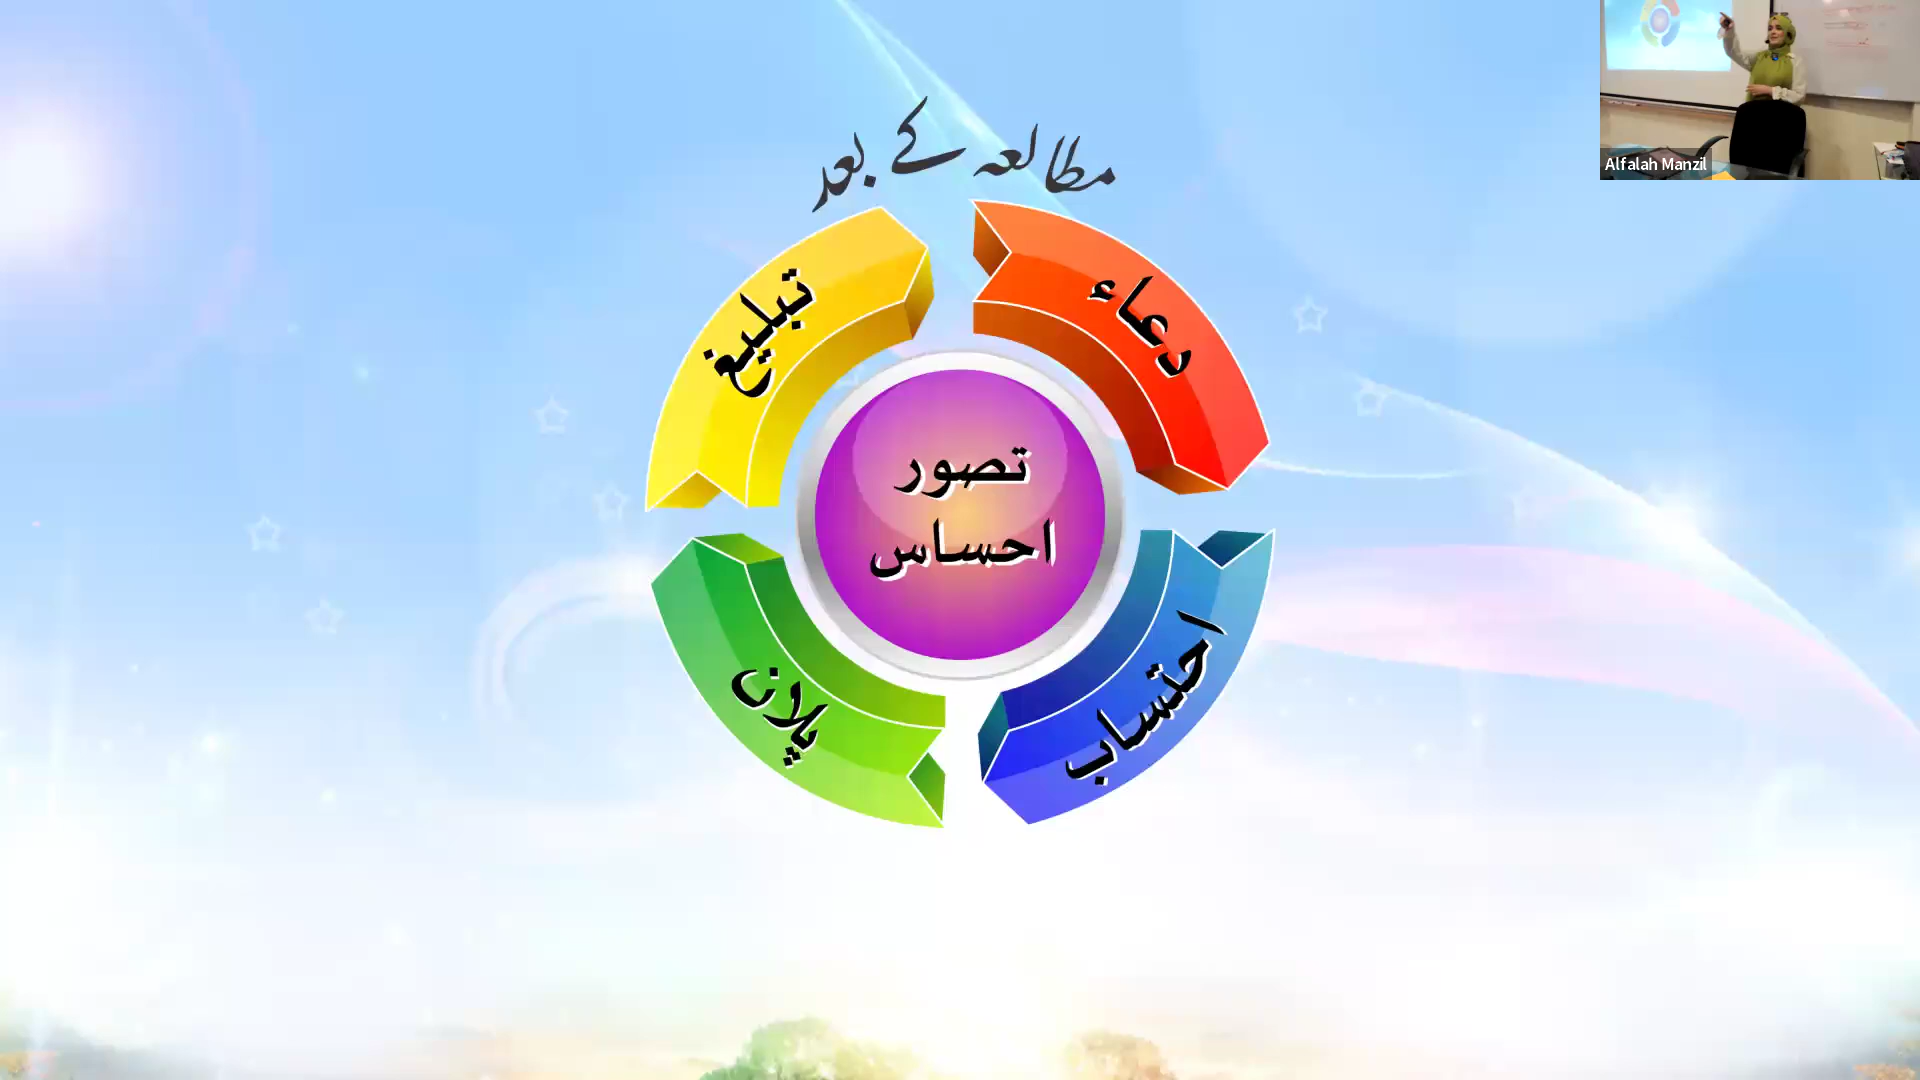 مطالعہ کے بعد
دعاء
احتساب
پلان
تبلیغ
تصور
احساس
Alfalah Manzil